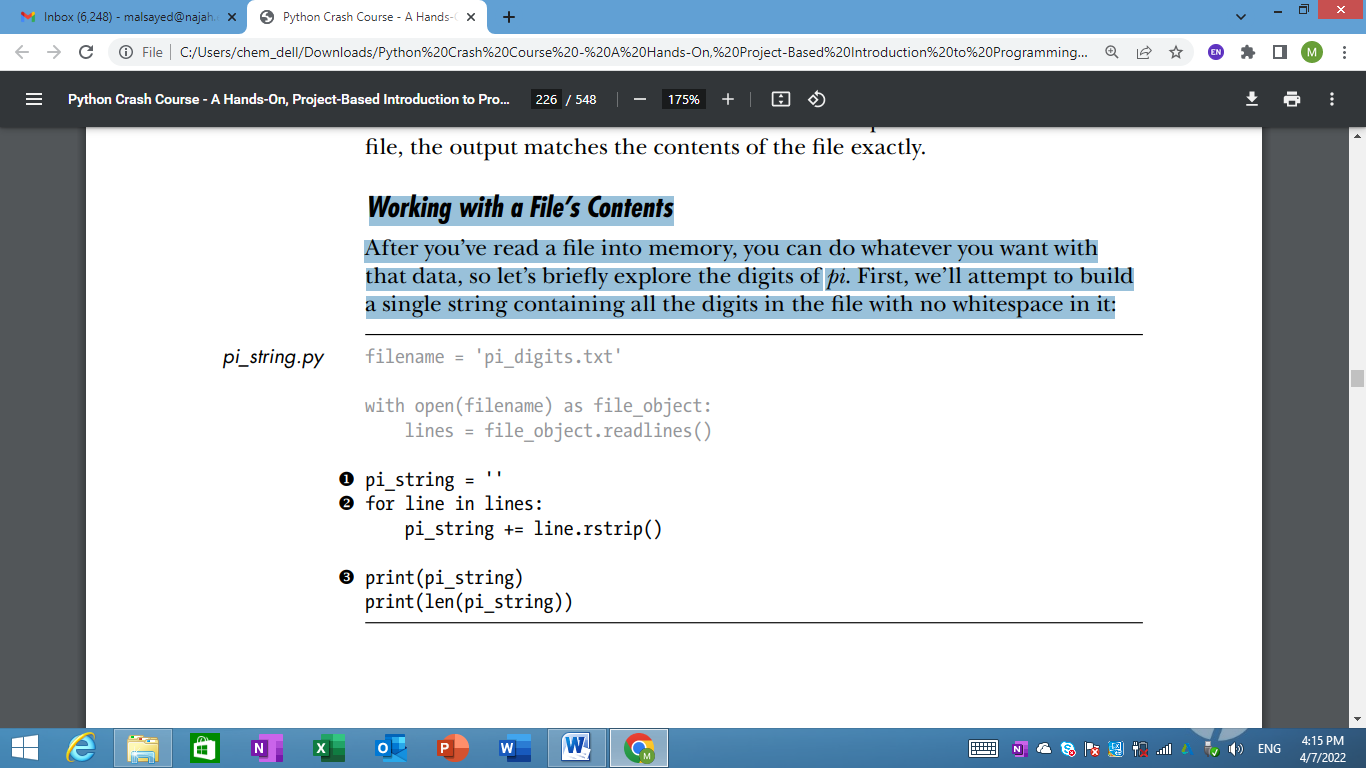 Inbox (6,248) - malsayed@najah.
Python Crash Course - A Hands-O
File
C:/Users/chem_dell/Downloads/Python%20Crash%20Course%20-%20A%20Hands-On,%20Project-Based%20Introduction%20to%20Programming...
EN
M
Python Crash Course - A Hands-On, Project-Based Introduction to Pro...
226 / 548
175%
file, the output matches the contents of the file exactly.
Working with a File's Contents
After you've read a file into memory, you can do whatever you want with
that data, so let's briefly explore the digits of pi. First, we'll attempt to build
a single string containing all the digits in the file with no whitespace in it:
pi_string.py
filename = 'pi_digits.txt'
with open(filename) as file_object:
    lines = file_object.readlines()
❶ pi_string = ''
❷ for line in lines:
    pi_string += line.rstrip()
❸ print(pi_string)
print(len(pi_string))
ENG
4:15 PM
4/7/2022